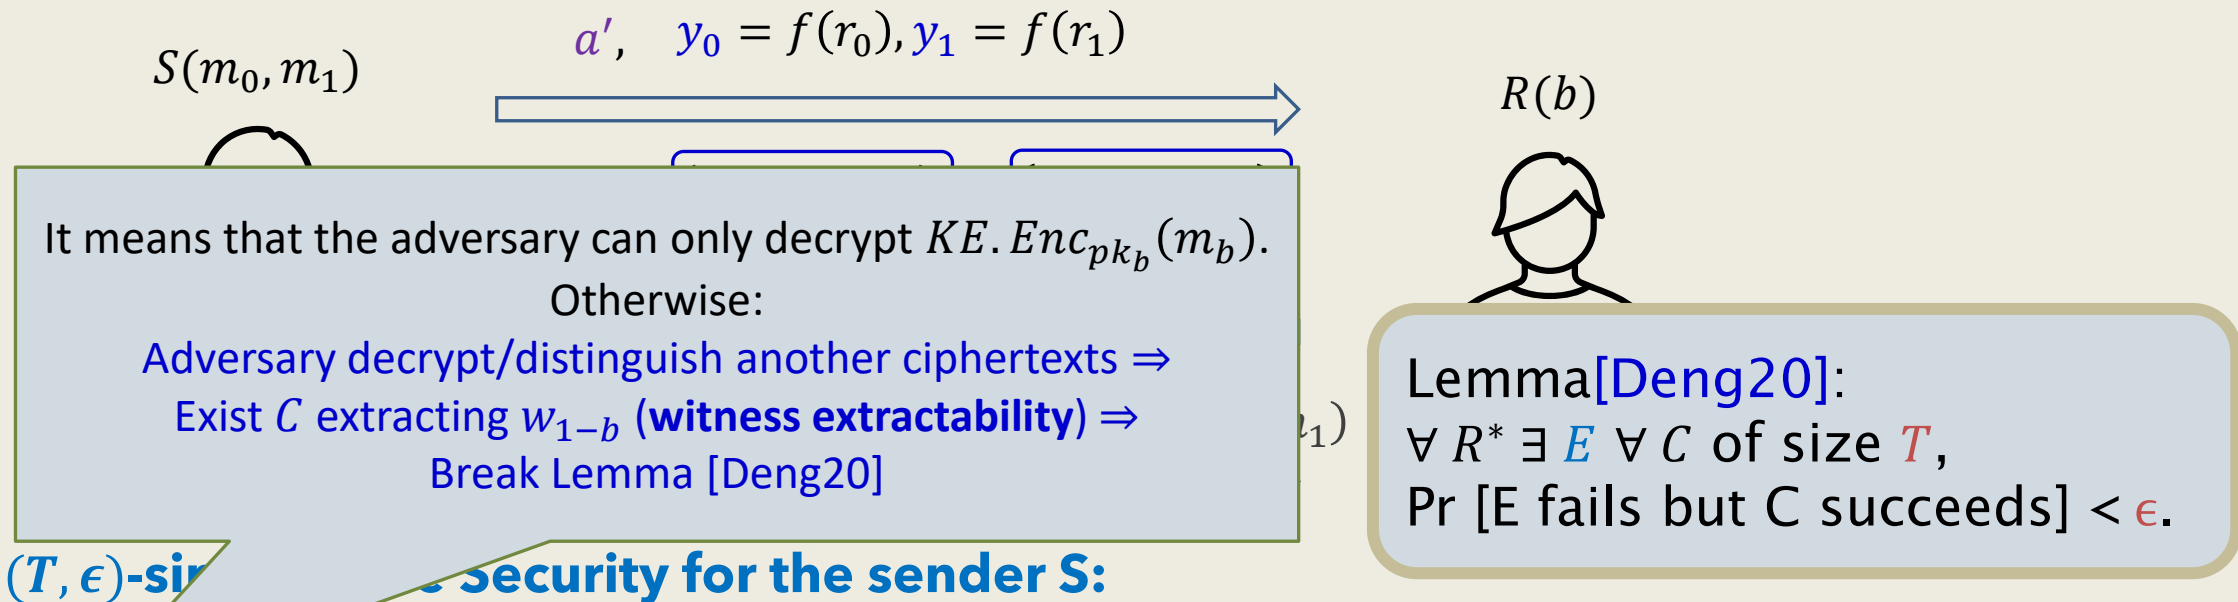 a′, y₀ = f(r₀), y₁ = f(r₁)
S(m₀, m₁)
R(b)
It means that the adversary can only decrypt KE. Enc_{pk_b}(m_b).
Otherwise:
Adversary decrypt/distinguish another ciphertexts ⇒
Exist C extracting w_{1−b} (witness extractability) ⇒
Break Lemma [Deng20]
₁)
Lemma[Deng20]:
∀ R* ∃ E ∀ C of size T,
Pr [E fails but C succeeds] < ϵ.
(T, ϵ)-si Security for the sender S: